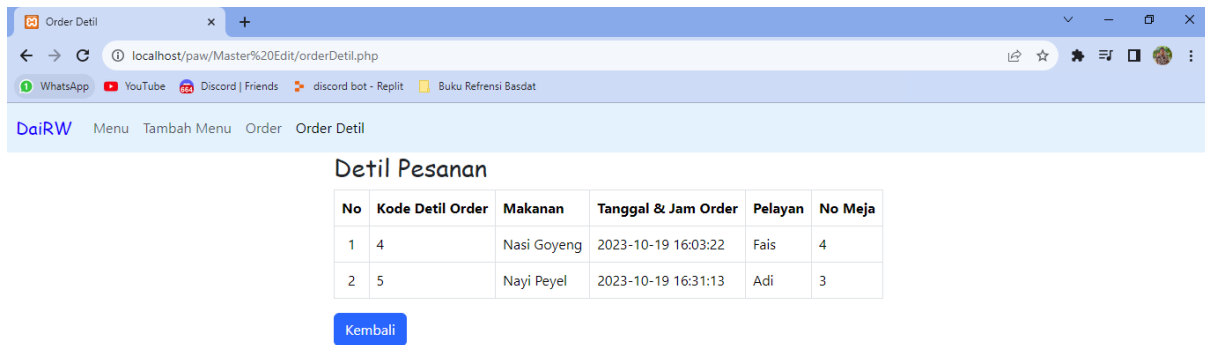 Order Detil
localhost/paw/Master%20Edit/orderDetil.php
WhatsApp YouTube Discord | Friends discord bot - Replit Buku Refrensi Basdat
DaiRW Menu Tambah Menu Order Order Detil
Detil Pesanan
No Kode Detil Order Makanan Tanggal & Jam Order Pelayan No Meja
1 4 Nasi Goyeng 2023-10-19 16:03:22 Fais 4
2 5 Nayi Peyel 2023-10-19 16:31:13 Adi 3
Kembali